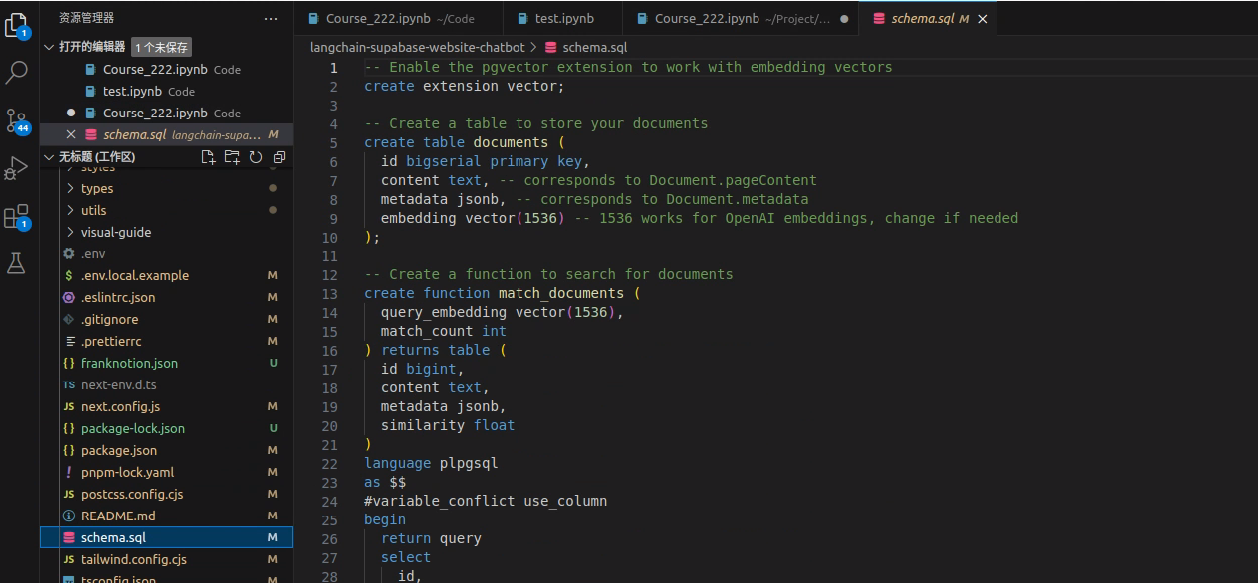 资源管理器
打开的编辑器 1 个未保存
Course_222.ipynb Code
test.ipynb Code
Course_222.ipynb Code
schema.sql langchain-supa... M
无标题 (工作区)
styles
types
utils
visual-guide
.env
$ .env.local.example M
.eslintrc.json M
.gitignore M
.prettierrc M
{} franknotion.json U
TS next-env.d.ts
JS next.config.js M
{} package-lock.json U
{} package.json M
! pnpm-lock.yaml M
JS postcss.config.cjs M
README.md M
schema.sql M
JS tailwind.config.cjs M
tsconfig.json M
1
44
1
Course_222.ipynb ~/Code
test.ipynb
Course_222.ipynb ~/Project/...
schema.sql M
langchain-supabase-website-chatbot > schema.sql
1 -- Enable the pgvector extension to work with embedding vectors
2 create extension vector;
3
4 -- Create a table to store your documents
5 create table documents (
6 id bigserial primary key,
7 content text, -- corresponds to Document.pageContent
8 metadata jsonb, -- corresponds to Document.metadata
9 embedding vector(1536) -- 1536 works for OpenAI embeddings, change if needed
10 );
11
12 -- Create a function to search for documents
13 create function match_documents (
14 query_embedding vector(1536),
15 match_count int
16 ) returns table (
17 id bigint,
18 content text,
19 metadata jsonb,
20 similarity float
21 )
22 language plpgsql
23 as $$
24 #variable_conflict use_column
25 begin
26 return query
27 select
28 id,